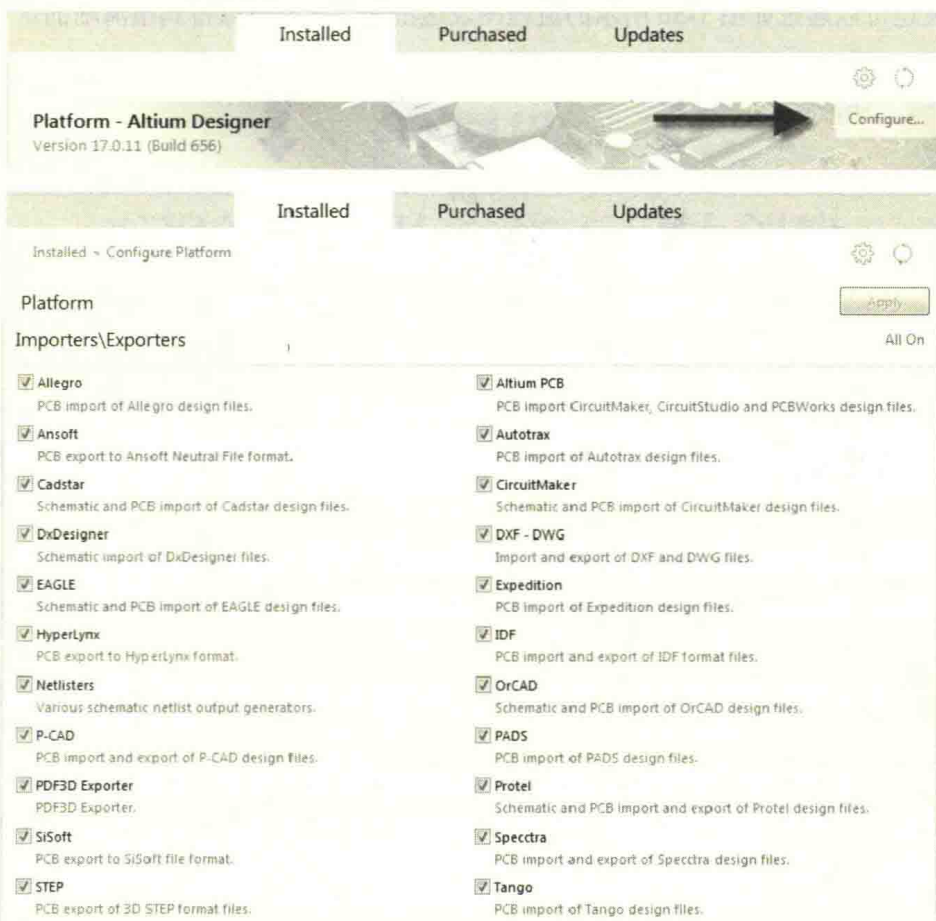 Installed Purchased Updates
Platform - Altium Designer
Configure...
Version 17.0.11 (Build 656)
Installed Purchased Updates
Installed ~ Configure Platform
Platform
Apply
Importers\Exporters
All On
Allegro
PCB import of Allegro design files.
Altium PCB
PCB import CircuitMaker, CircuitStudio and PCBWorks design files.
Ansoft
PCB export to Ansoft Neutral File format.
Autotrax
PCB import of Autotrax design files.
Cadstar
Schematic and PCB import of Cadstar design files.
CircuitMaker
Schematic and PCB import of CircuitMaker design files.
DxDesigner
Schematic import of DxDesigner files.
DXF - DWG
Import and export of DXF and DWG files.
EAGLE
Schematic and PCB import of EAGLE design files.
Expedition
PCB import of Expedition design files.
HyperLynx
PCB export to HyperLynx format.
IDF
PCB import and export of IDF format files.
Netlisters
Various schematic netlist output generators.
OrCAD
Schematic and PCB import of OrCAD design files.
P-CAD
PCB import and export of P-CAD design files.
PADS
PCB import of PADS design files.
PDF3D Exporter
PDF3D Exporter.
Protel
Schematic and PCB import and export of Protel design files.
SiSoft
PCB export to SiSoft file format.
Specctra
PCB import and export of Specctra design files.
STEP
PCB export of 3D STEP format files.
Tango
PCB import of Tango design files.